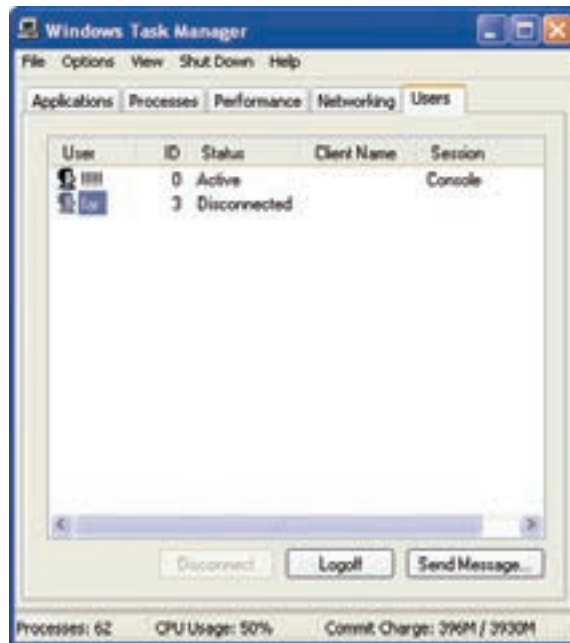 Windows Task Manager
File Options View Shut Down Help
Applications Processes Performance Networking Users
User ID Status Client Name Session
0 Active Console
3 Disconnected
Disconnect Logoff Send Message...
Processes: 62 CPU Usage: 50% Commit Charge: 396M / 3930M